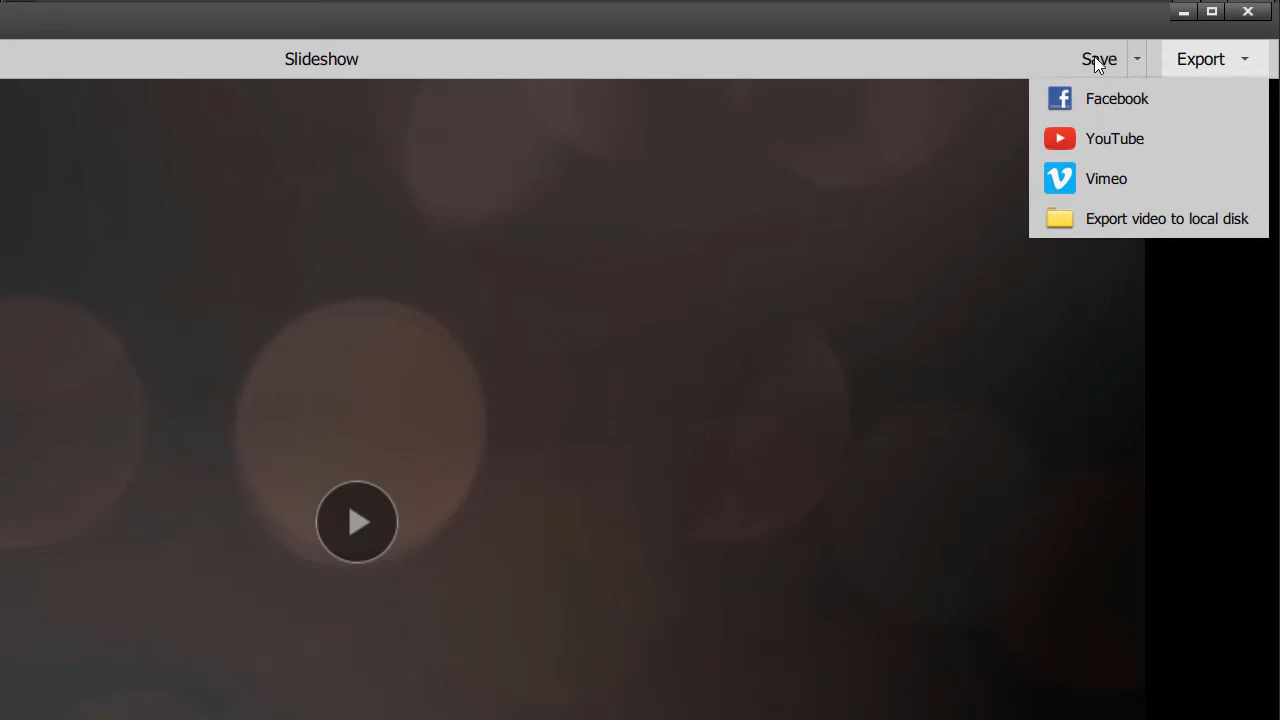 Slideshow
Save
Export
Facebook
YouTube
Vimeo
Export video to local disk